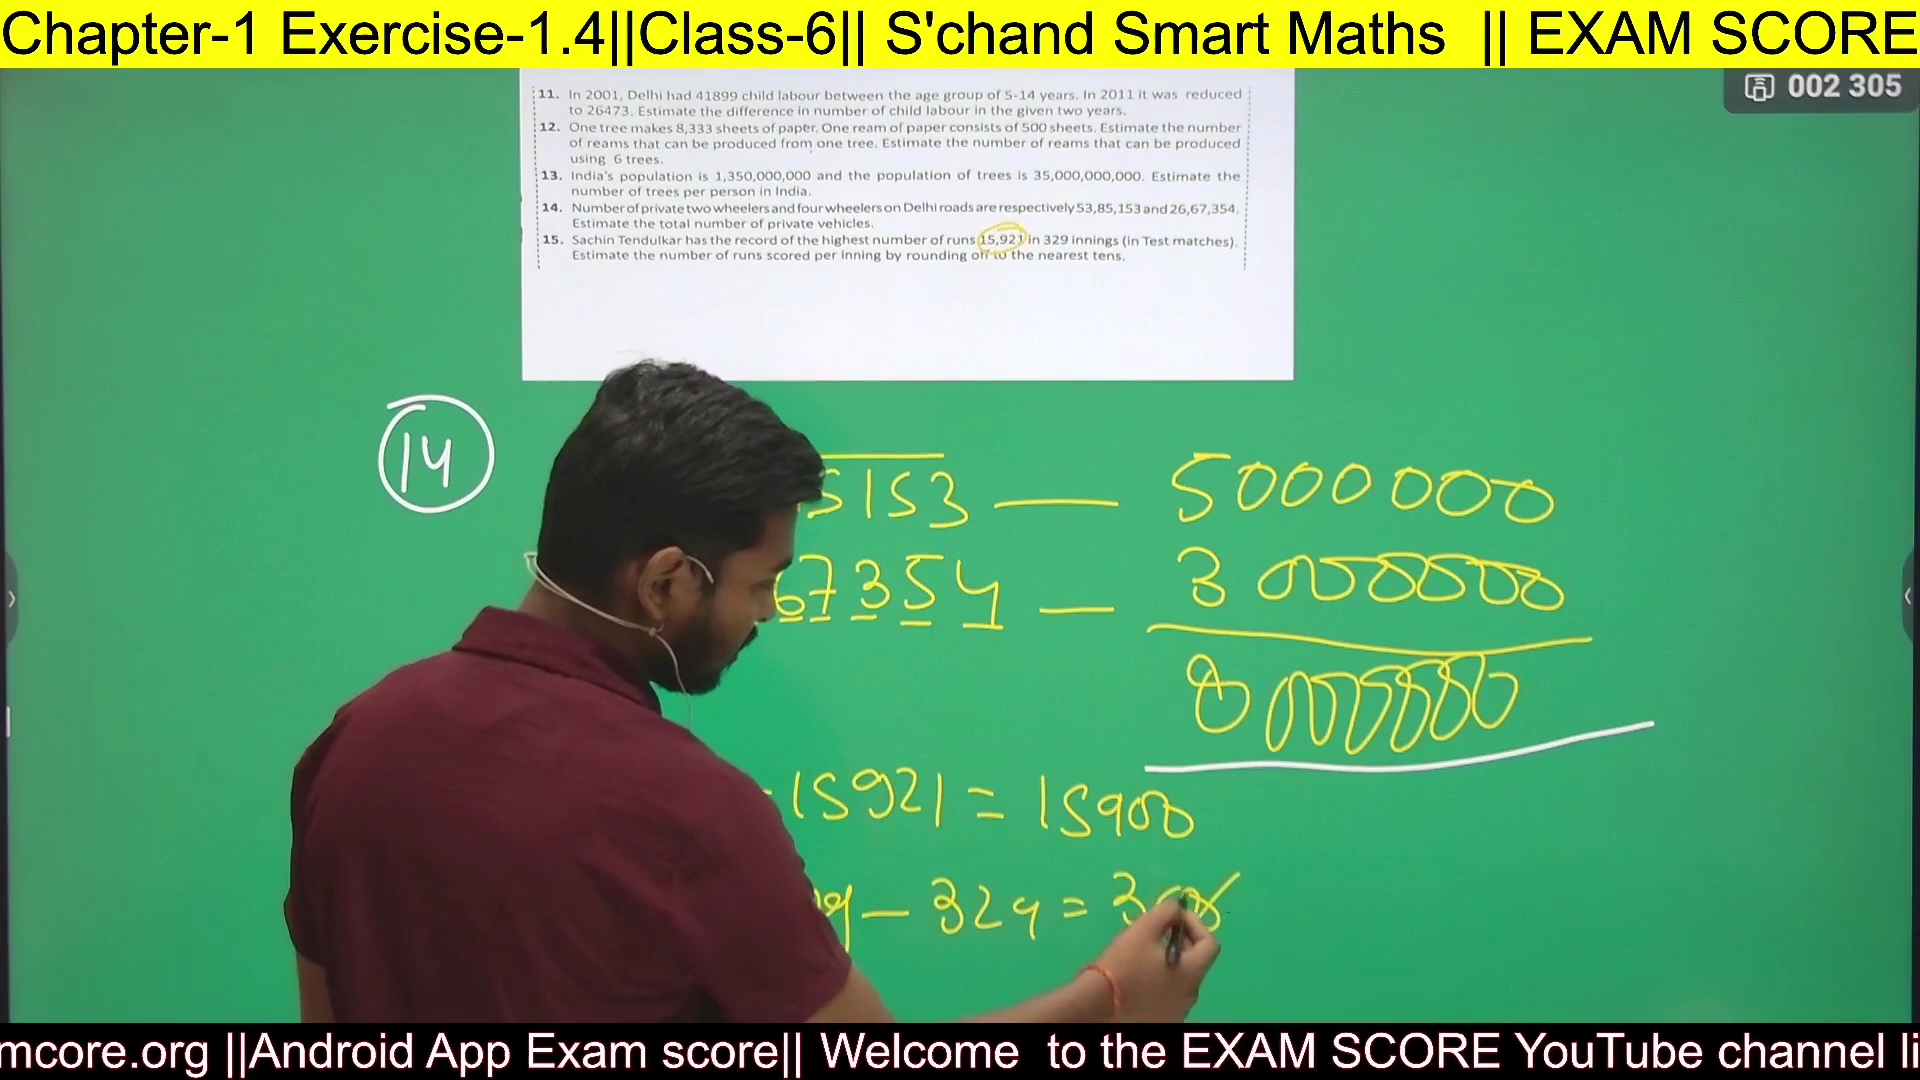 Chapter-1 Exercise-1.4||Class-6|| S'chand Smart Maths || EXAM SCORE
002 305
11. In 2001, Delhi had 41899 child labour between the age group of 5-14 years. In 2011 it was reduced
to 26473. Estimate the difference in number of child labour in the given two years.
12. One tree makes 8,333 sheets of paper. One ream of paper consists of 500 sheets. Estimate the number
of reams that can be produced from one tree. Estimate the number of reams that can be produced
using 6 trees.
13. India's population is 1,350,000,000 and the population of trees is 35,000,000,000. Estimate the
number of trees per person in India.
14. Number of private two wheelers and four wheelers on Delhi roads are respectively 53,85,153 and 26,67,354.
Estimate the total number of private vehicles.
15. Sachin Tendulkar has the record of the highest number of runs 15,921 in 329 innings (in Test matches).
Estimate the number of runs scored per inning by rounding off to the nearest tens.
14
5153 — 5000000
67354 — 3000000
8000000
15921 = 15900
— 329 = 3
mcore.org ||Android App Exam score|| Welcome to the EXAM SCORE YouTube channel li